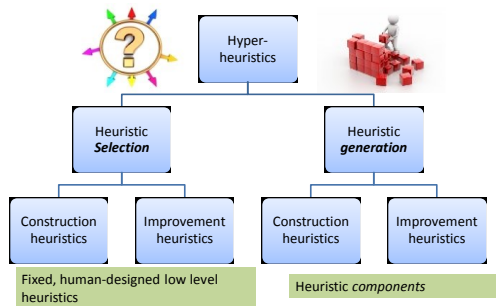 ?
Hyper-
heuristics
Heuristic
Selection
Heuristic
generation
Construction
heuristics
Improvement
heuristics
Construction
heuristics
Improvement
heuristics
Fixed, human-designed low level
heuristics
Heuristic components